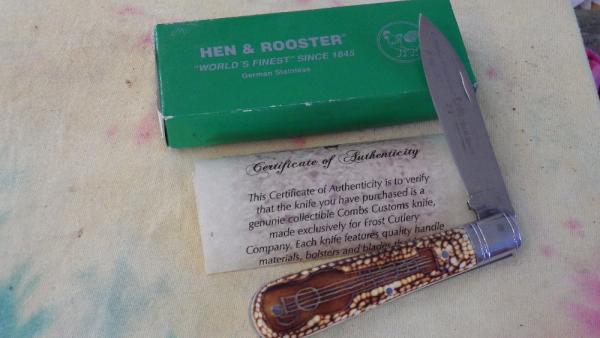 HEN & ROOSTER®
"WORLD'S FINEST" SINCE 1845
German Stainless
Certificate of Authenticity
This Certificate of Authenticity is to verify
that the knife you have purchased is a
genunie collectible Combs Customs knife,
made exclusively for Frost Cutlery
Company. Each knife features quality handle
materials, bolsters and blades